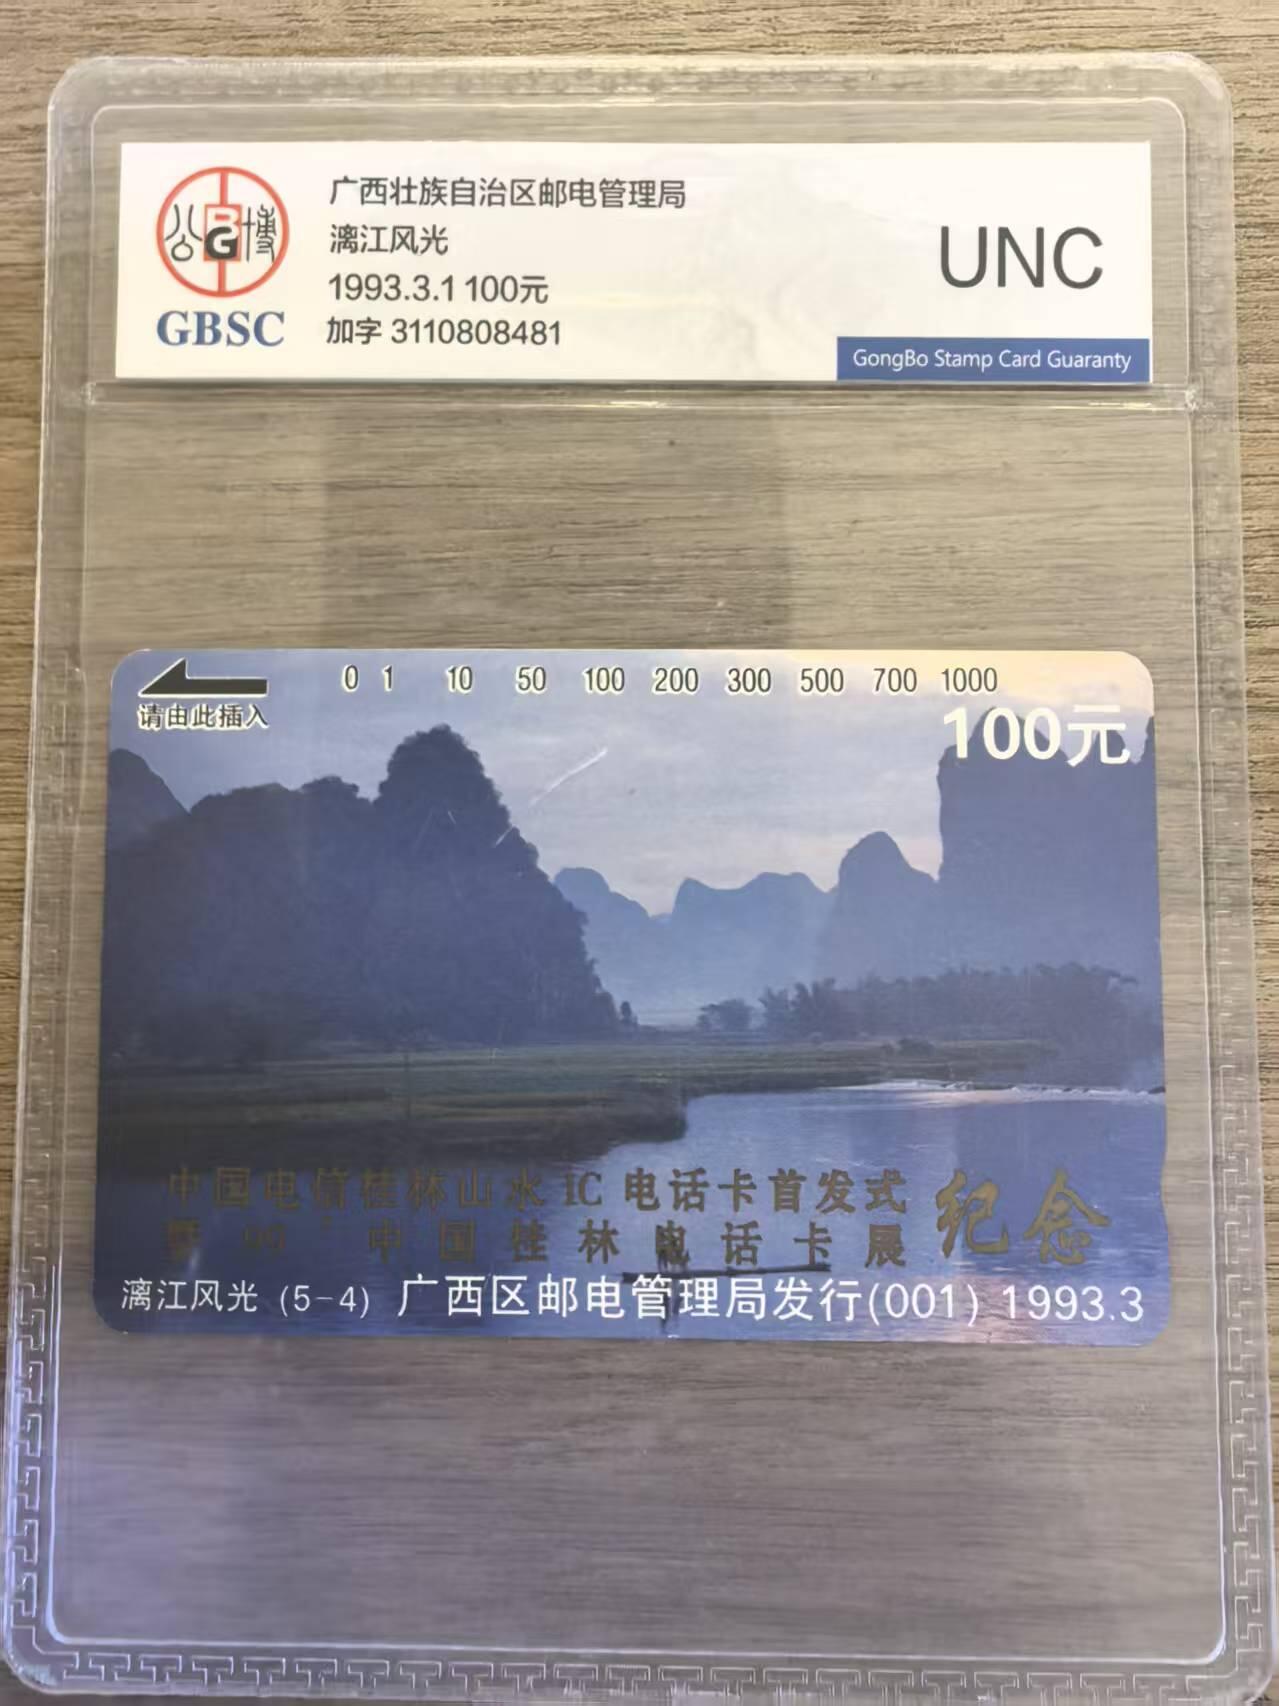 公 BG 博
GBSC
广西壮族自治区邮电管理局
漓江风光
1993.3.1 100元
加字 3110808481
UNC
GongBo Stamp Card Guaranty
请由此插入
0 1 10 50 100 200 300 500 700 1000
100元
中国电信桂林山水IC电话卡首发式
暨99'中国桂林电话卡展
纪念
漓江风光 (5-4) 广西区邮电管理局发行(001) 1993.3